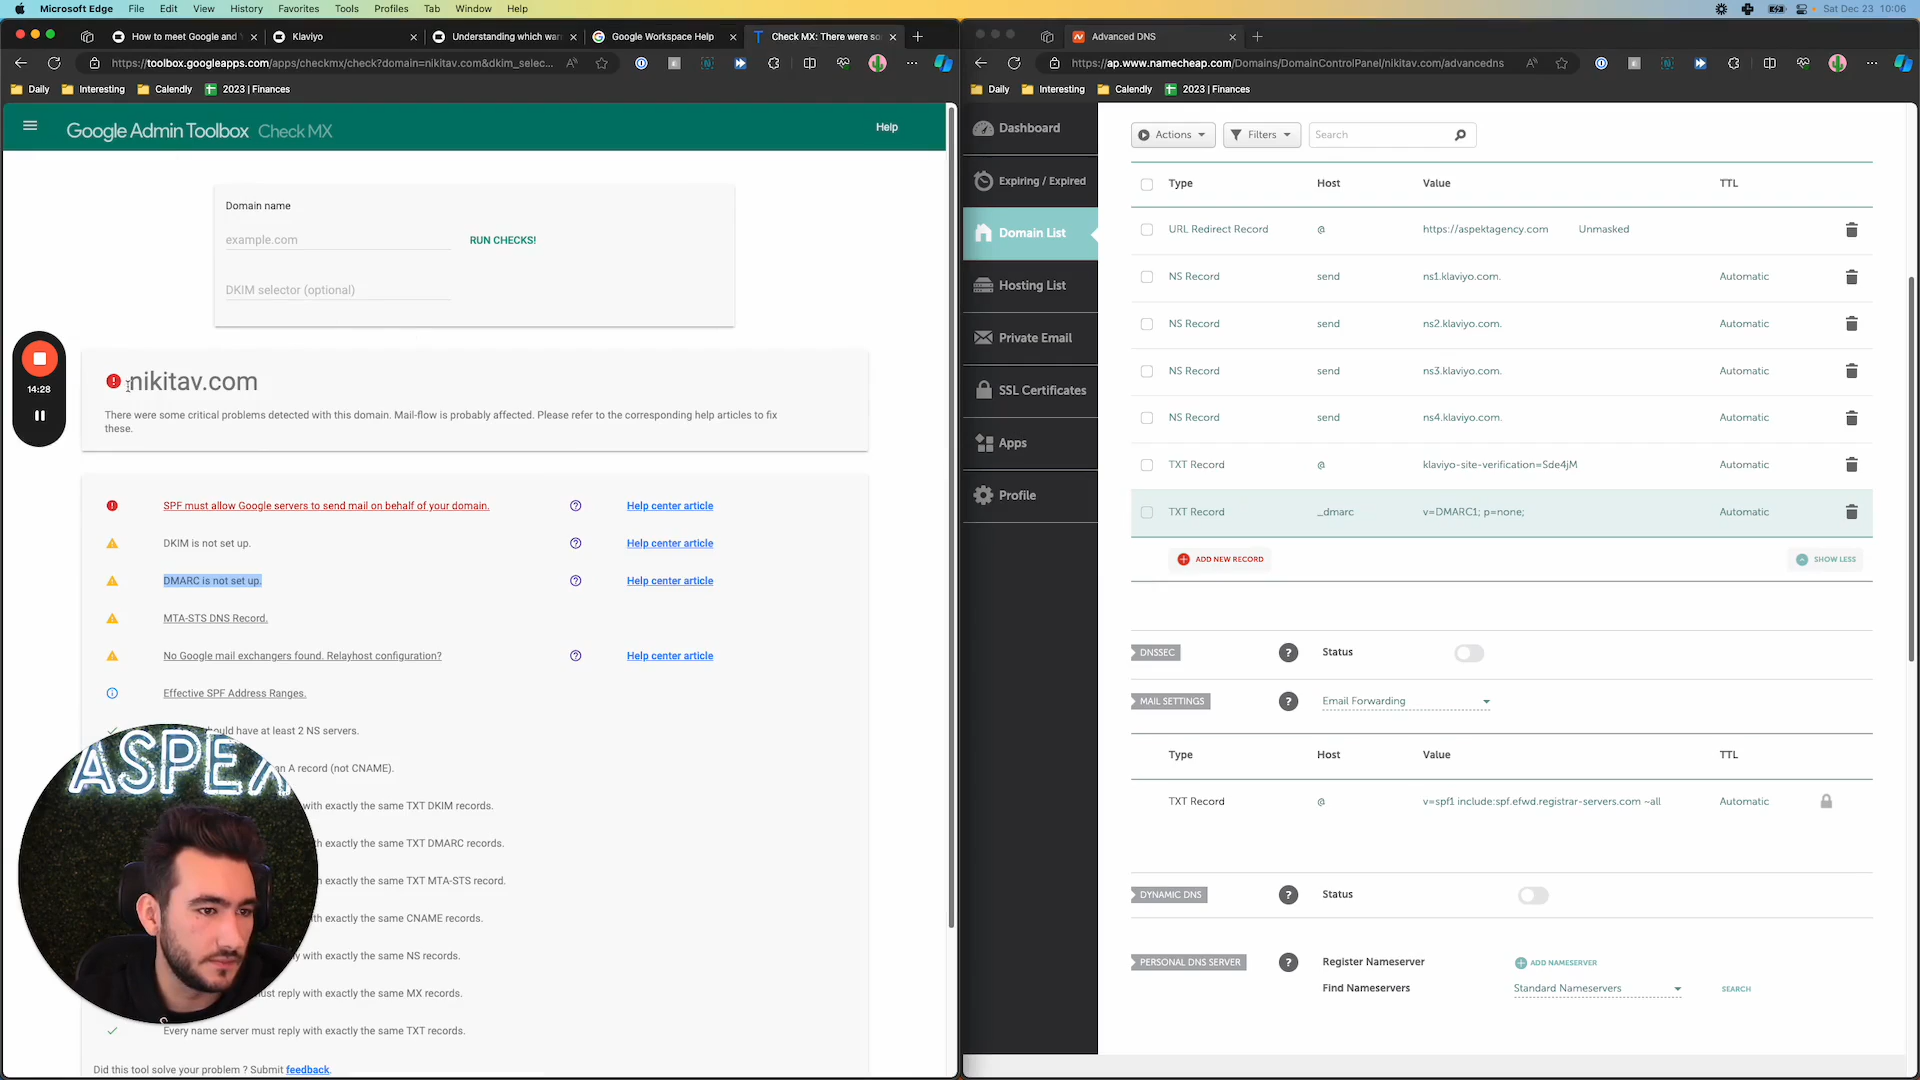 Microsoft Edge File Edit View History Favorites Tools Profiles Tab Window Help Sat Dec 23 10:06
How to meet Google and Klaviyo Understanding which war Google Workspace Help Check MX: There were so
https://toolbox.googleapps.com/apps/checkmx/check?domain=nikitav.com&dkim_selec...
Daily Interesting Calendly 2023 | Finances
Google Admin Toolbox Check MX Help
Domain name
example.com RUN CHECKS!
DKIM selector (optional)
14:28
nikitav.com
There were some critical problems detected with this domain. Mail-flow is probably affected. Please refer to the corresponding help articles to fix
these.
SPF must allow Google servers to send mail on behalf of your domain. Help center article
DKIM is not set up. Help center article
DMARC is not set up. Help center article
MTA-STS DNS Record.
No Google mail exchangers found. Relayhost configuration? Help center article
Effective SPF Address Ranges.
ould have at least 2 NS servers.
an A record (not CNAME).
th exactly the same TXT DKIM records.
h exactly the same TXT DMARC records.
h exactly the same TXT MTA-STS record.
th exactly the same CNAME records.
y with exactly the same NS records.
ust reply with exactly the same MX records.
Every name server must reply with exactly the same TXT records.
Did this tool solve your problem ? Submit feedback.
ASPE
Advanced DNS
https://ap.www.namecheap.com/Domains/DomainControlPanel/nikitav.com/advancedns
Daily Interesting Calendly 2023 | Finances
Dashboard
Expiring / Expired
Domain List
Hosting List
Private Email
SSL Certificates
Apps
Profile
Actions Filters Search
Type Host Value TTL
URL Redirect Record @ https://aspektagency.com Unmasked
NS Record send ns1.klaviyo.com. Automatic
NS Record send ns2.klaviyo.com. Automatic
NS Record send ns3.klaviyo.com. Automatic
NS Record send ns4.klaviyo.com. Automatic
TXT Record @ klaviyo-site-verification=Sde4jM Automatic
TXT Record _dmarc v=DMARC1; p=none; Automatic
ADD NEW RECORD SHOW LESS
DNSSEC ? Status
MAIL SETTINGS ? Email Forwarding
Type Host Value TTL
TXT Record @ v=spf1 include:spf.efwd.registrar-servers.com ~all Automatic
DYNAMIC DNS ? Status
PERSONAL DNS SERVER ? Register Nameserver ADD NAMESERVER
Find Nameservers Standard Nameservers SEARCH